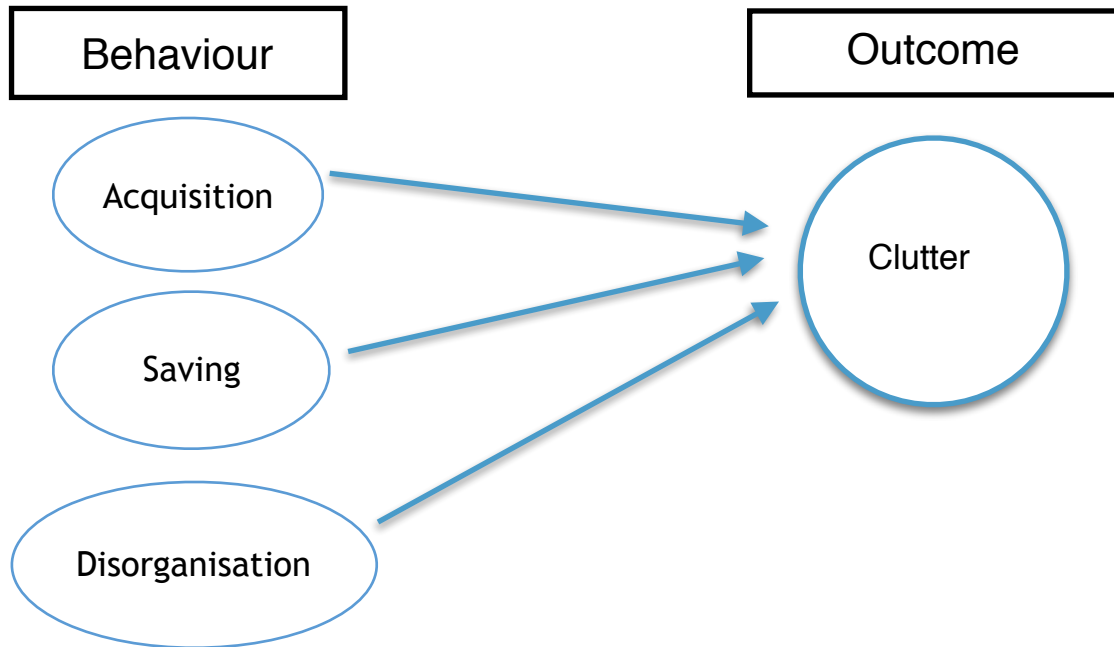 Behaviour
Outcome
Acquisition
Clutter
Saving
Disorganisation